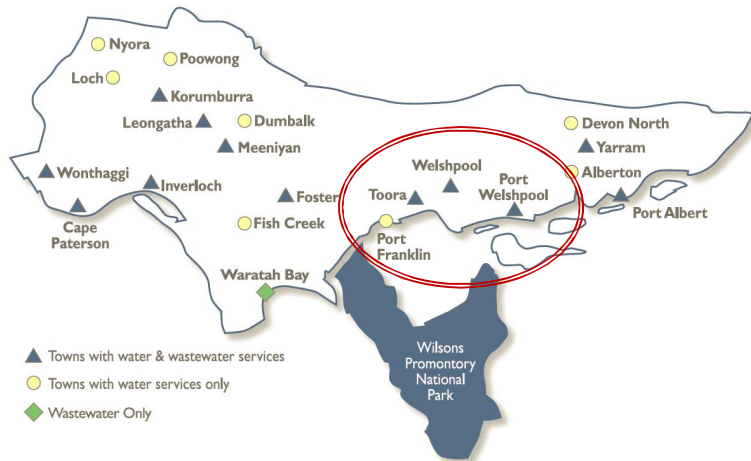 Nyora
Poowong
Loch
Korumburra
Leongatha
Dumbalk
Devon North
Meeniyan
Yarram
Wonthaggi
Inverloch
Welshpool
Alberton
Foster
Toora
Port
Welshpool
Cape
Paterson
Fish Creek
Port Albert
Port
Franklin
Waratah Bay
Wilsons
Promontory
National
Park
Towns with water & wastewater services
Towns with water services only
Wastewater Only